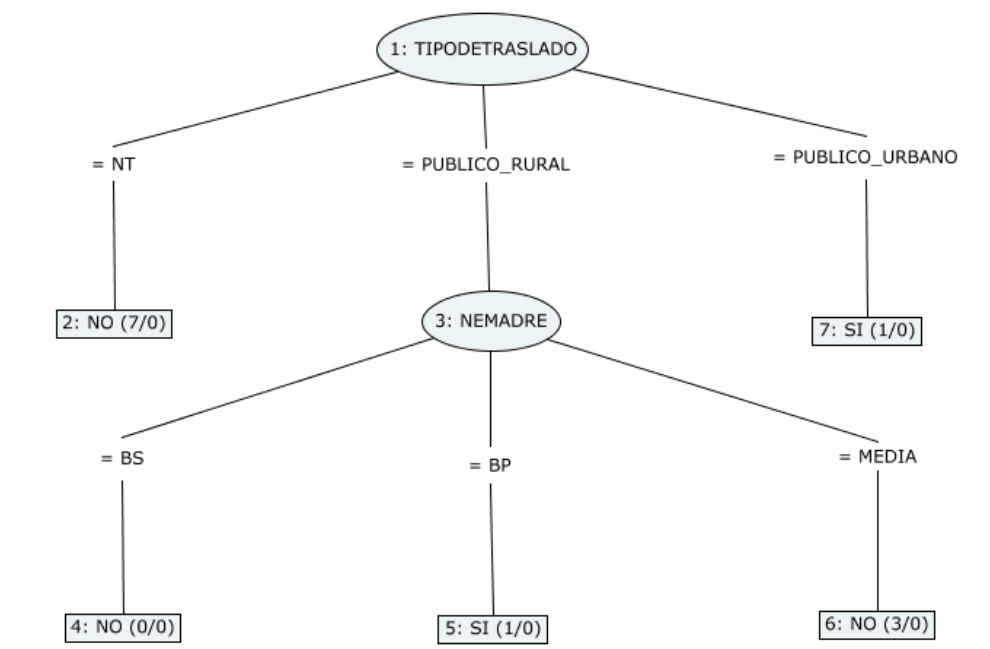 1: TIPODETRASLADO
= NT
= PUBLICO_RURAL
= PUBLICO_URBANO
2: NO (7/0)
3: NEMADRE
7: SI (1/0)
= BS
= BP
= MEDIA
4: NO (0/0)
5: SI (1/0)
6: NO (3/0)